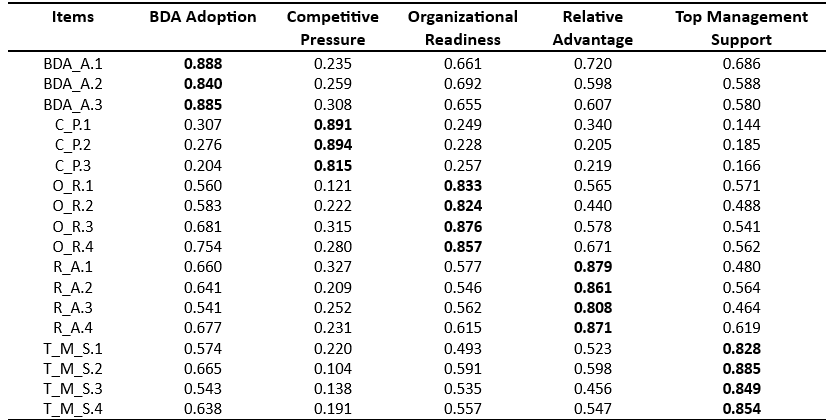 Items BDA Adoption Competitive Pressure Organizational Readiness Relative Advantage Top Management Support
BDA_A.1 0.888 0.235 0.661 0.720 0.686
BDA_A.2 0.840 0.259 0.692 0.598 0.588
BDA_A.3 0.885 0.308 0.655 0.607 0.580
C_P.1 0.307 0.891 0.249 0.340 0.144
C_P.2 0.276 0.894 0.228 0.205 0.185
C_P.3 0.204 0.815 0.257 0.219 0.166
O_R.1 0.560 0.121 0.833 0.565 0.571
O_R.2 0.583 0.222 0.824 0.440 0.488
O_R.3 0.681 0.315 0.876 0.578 0.541
O_R.4 0.754 0.280 0.857 0.671 0.562
R_A.1 0.660 0.327 0.577 0.879 0.480
R_A.2 0.641 0.209 0.546 0.861 0.564
R_A.3 0.541 0.252 0.562 0.808 0.464
R_A.4 0.677 0.231 0.615 0.871 0.619
T_M_S.1 0.574 0.220 0.493 0.523 0.828
T_M_S.2 0.665 0.104 0.591 0.598 0.885
T_M_S.3 0.543 0.138 0.535 0.456 0.849
T_M_S.4 0.638 0.191 0.557 0.547 0.854